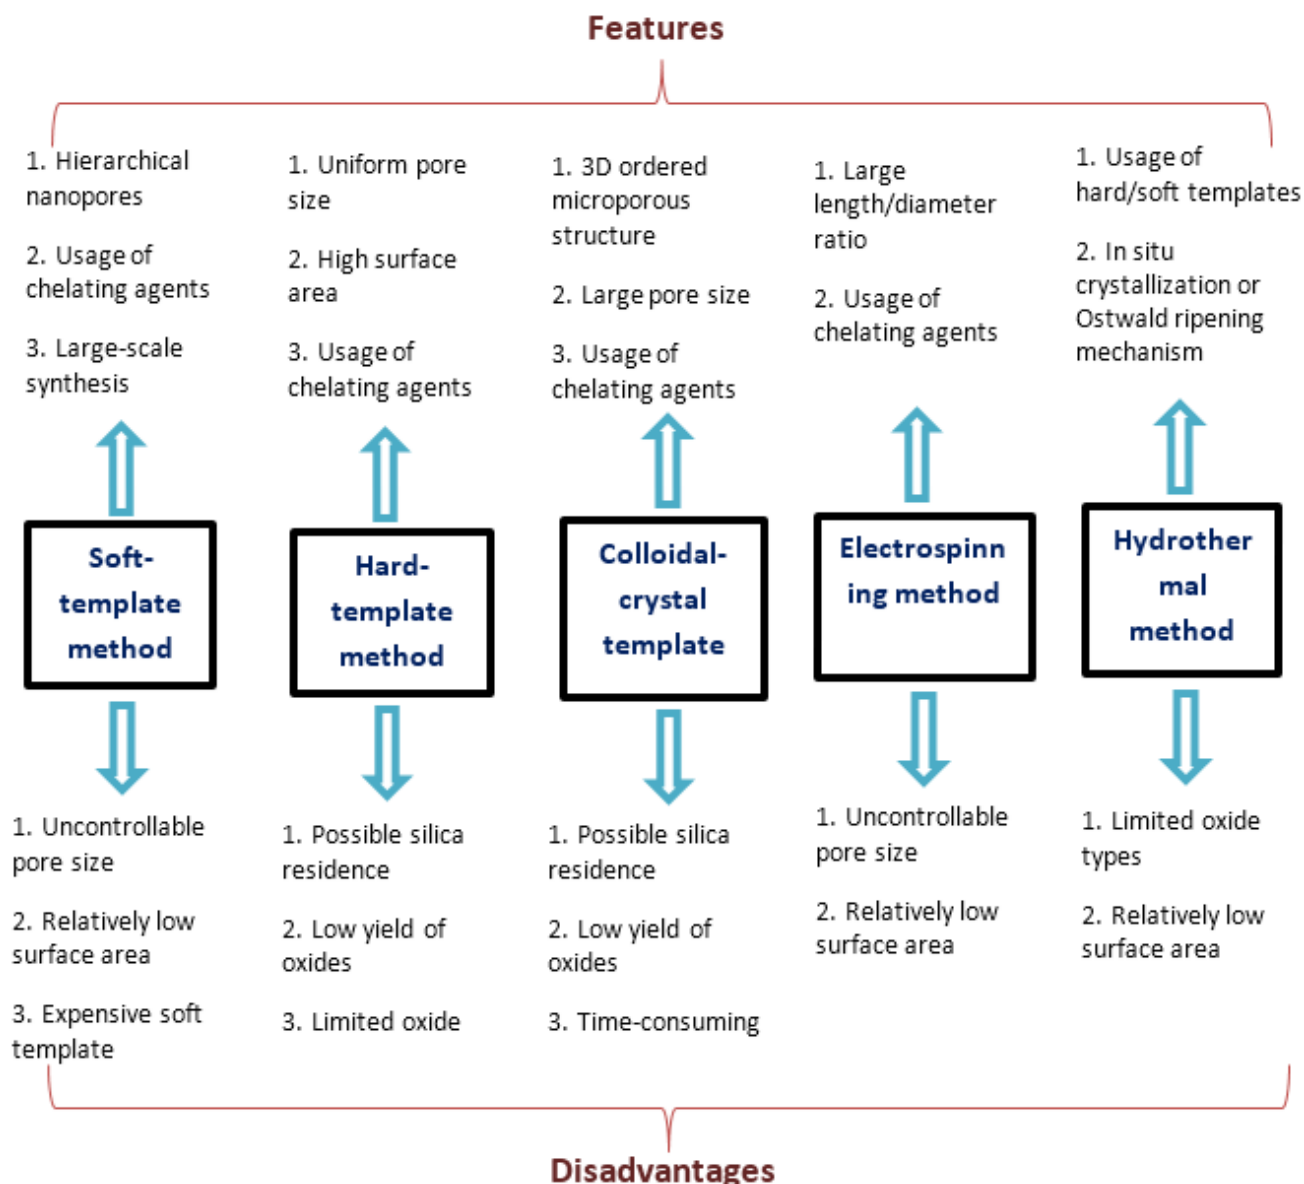 Features
1. Hierarchical
nanopores
2. Usage of
chelating agents
3. Large-scale
synthesis
1. Uniform pore
size
2. High surface
area
3. Usage of
chelating agents
1. 3D ordered
microporous
structure
2. Large pore size
3. Usage of
chelating agents
1. Large
length/diameter
ratio
2. Usage of
chelating agents
1. Usage of
hard/soft templates
2. In situ
crystallization or
Ostwald ripening
mechanism
Soft-
template
method
Hard-
template
method
Colloidal-
crystal
template
Electrospinn
ing method
Hydrother
mal
method
1. Uncontrollable
pore size
2. Relatively low
surface area
3. Expensive soft
template
1. Possible silica
residence
2. Low yield of
oxides
3. Limited oxide
1. Possible silica
residence
2. Low yield of
oxides
3. Time-consuming
1. Uncontrollable
pore size
2. Relatively low
surface area
1. Limited oxide
types
2. Relatively low
surface area
Disadvantages